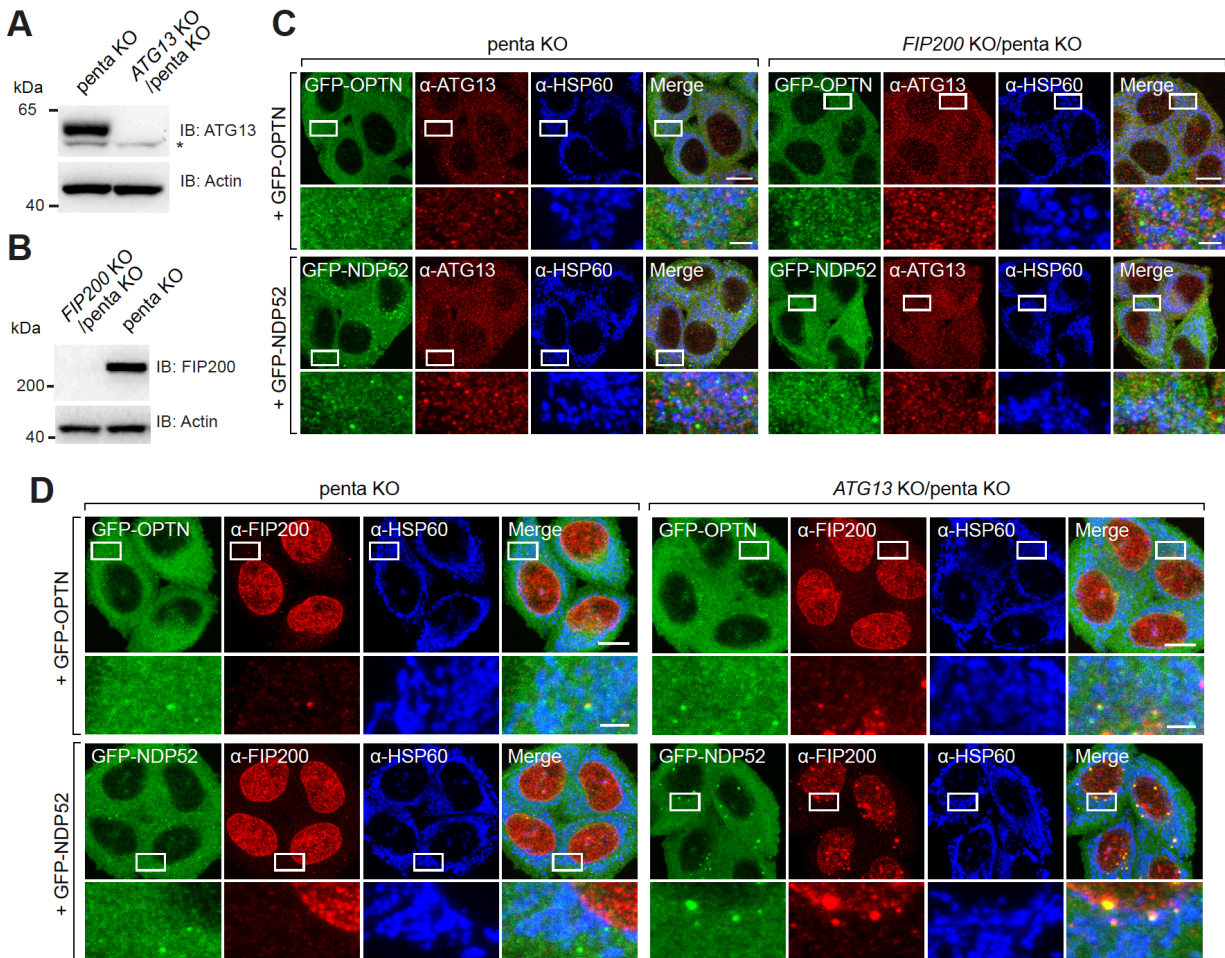 A
penta KO
ATG13 KO
/penta KO
kDa
65
IB: ATG13
*
IB: Actin
40
B
FIP200 KO
/penta KO
penta KO
kDa
IB: FIP200
200
IB: Actin
40
C
penta KO
FIP200 KO/penta KO
+ GFP-OPTN
GFP-OPTN α-ATG13 α-HSP60 Merge GFP-OPTN α-ATG13 α-HSP60 Merge
+ GFP-NDP52
GFP-NDP52 α-ATG13 α-HSP60 Merge GFP-NDP52 α-ATG13 α-HSP60 Merge
D
penta KO
ATG13 KO/penta KO
+ GFP-OPTN
GFP-OPTN α-FIP200 α-HSP60 Merge GFP-OPTN α-FIP200 α-HSP60 Merge
+ GFP-NDP52
GFP-NDP52 α-FIP200 α-HSP60 Merge GFP-NDP52 α-FIP200 α-HSP60 Merge